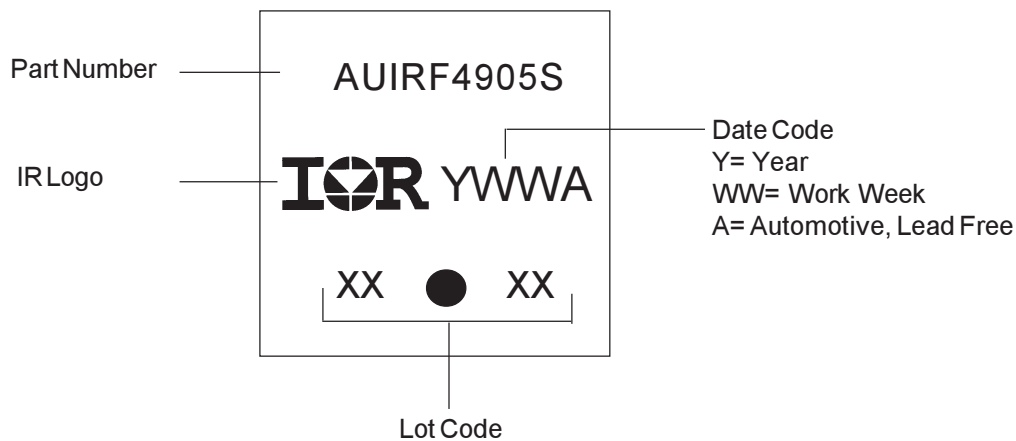 Part Number
AUIRF4905S
IR Logo
IOR YWWA
Date Code
Y= Year
WW= Work Week
A= Automotive, Lead Free
XX XX
Lot Code